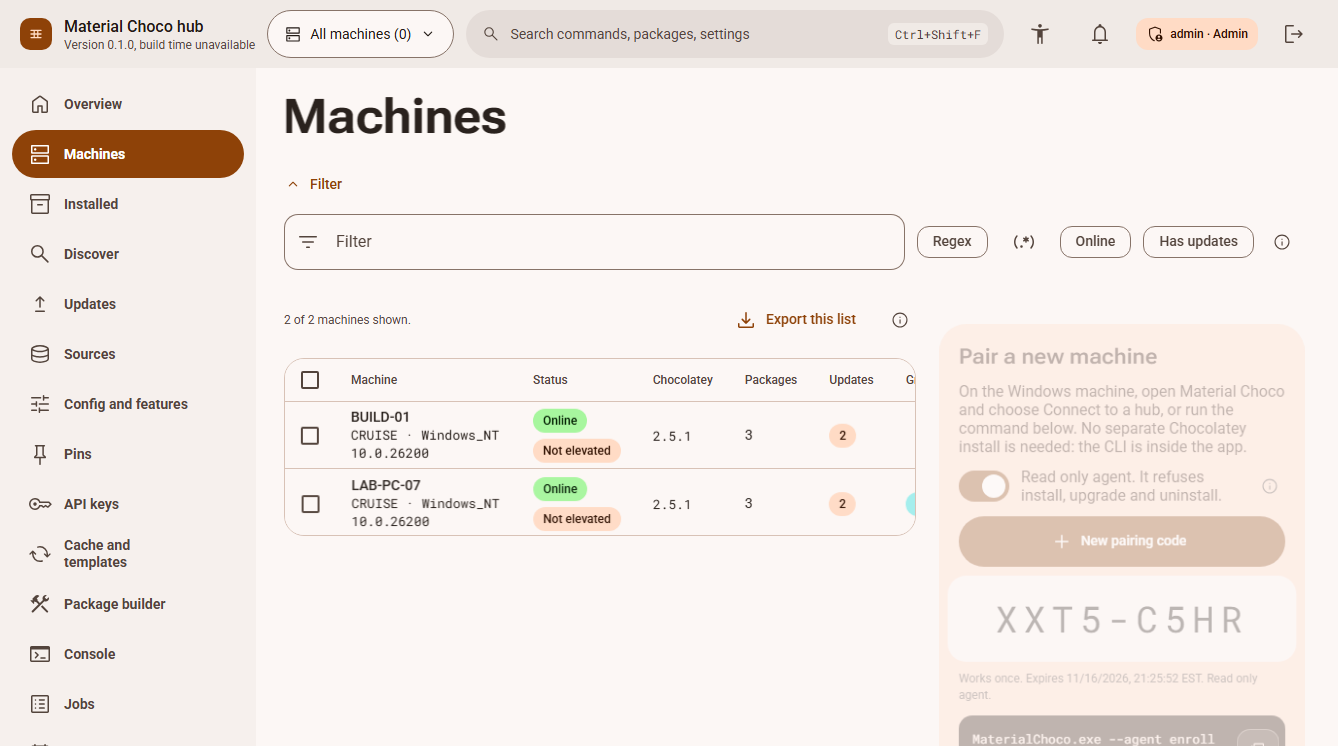 Material Choco hub
Version 0.1.0, build time unavailable
All machines (0)
Search commands, packages, settings
Ctrl+Shift+F
admin · Admin
Overview
Machines
Installed
Discover
Updates
Sources
Config and features
Pins
API keys
Cache and
templates
Package builder
Console
Jobs
Machines
Filter
Filter
Regex
(.*)
Online
Has updates
2 of 2 machines shown.
Export this list
Machine Status Chocolatey Packages Updates
BUILD-01
CRUISE · Windows_NT
10.0.26200
Online
Not elevated
2.5.1
3
2
LAB-PC-07
CRUISE · Windows_NT
10.0.26200
Online
Not elevated
2.5.1
3
2
Pair a new machine
On the Windows machine, open Material Choco
and choose Connect to a hub, or run the
command below. No separate Chocolatey
install is needed: the CLI is inside the app.
Read only agent. It refuses
install, upgrade and uninstall.
New pairing code
XXT5-C5HR
Works once. Expires 11/16/2026, 21:25:52 EST. Read only
agent.
MaterialChoco.exe --agent enroll